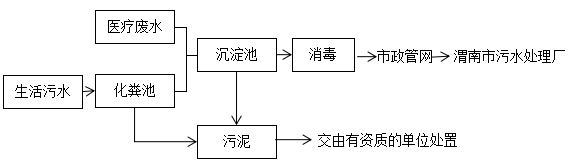 医疗废水
沉淀池
消毒
市政管网
渭南市污水处理厂
生活污水
化粪池
污泥
交由有资质的单位处置